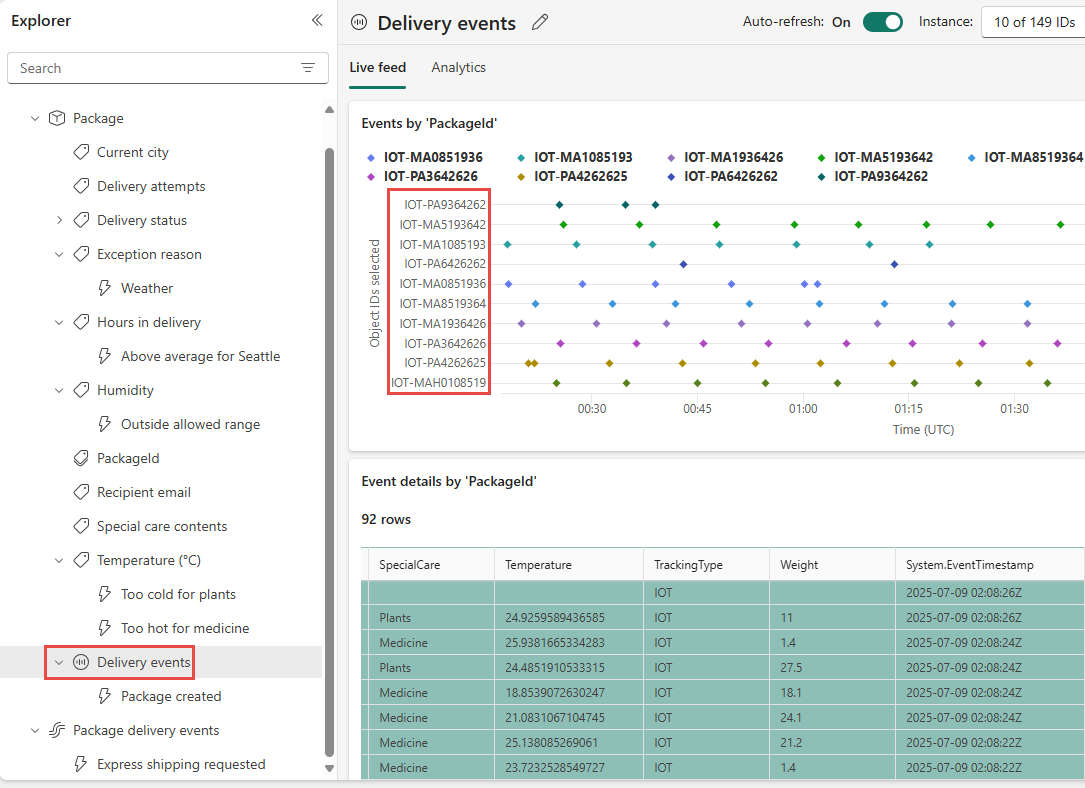 Explorer
Search
Package
Current city
Delivery attempts
Delivery status
Exception reason
Weather
Hours in delivery
Above average for Seattle
Humidity
Outside allowed range
PackageId
Recipient email
Special care contents
Temperature (°C)
Too cold for plants
Too hot for medicine
Delivery events
Package created
Package delivery events
Express shipping requested
Delivery events
Auto-refresh: On
Instance: 10 of 149 IDs
Live feed Analytics
Events by 'PackageId'
IOT-MA0851936 IOT-MA1085193 IOT-MA1936426 IOT-MA5193642 IOT-MA8519364
IOT-PA3642626 IOT-PA4262625 IOT-PA6426262 IOT-PA9364262
Object IDs selected
IOT-PA9364262
IOT-MA5193642
IOT-MA1085193
IOT-PA6426262
IOT-MA0851936
IOT-MA8519364
IOT-MA1936426
IOT-PA3642626
IOT-PA4262625
IOT-MAH0108519
00:30 00:45 01:00 01:15 01:30
Time (UTC)
Event details by 'PackageId'
92 rows
SpecialCare Temperature TrackingType Weight System.EventTimestamp
IOT 2025-07-09 02:08:26Z
Plants 24.9259589436585 IOT 11 2025-07-09 02:08:26Z
Medicine 25.9381665334283 IOT 1.4 2025-07-09 02:08:24Z
Plants 24.4851910533315 IOT 27.5 2025-07-09 02:08:24Z
Medicine 18.8539072630247 IOT 18.1 2025-07-09 02:08:24Z
Medicine 21.0831067104745 IOT 24.1 2025-07-09 02:08:24Z
Medicine 25.138085269061 IOT 21.2 2025-07-09 02:08:22Z
Medicine 23.7232528549727 IOT 1.4 2025-07-09 02:08:22Z